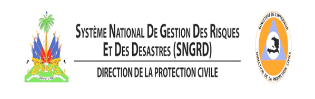 SYSTÈME NATIONAL DE GESTION DES RISQUES
ET DES DESASTRES (SNGRD)
DIRECTION DE LA PROTECTION CIVILE